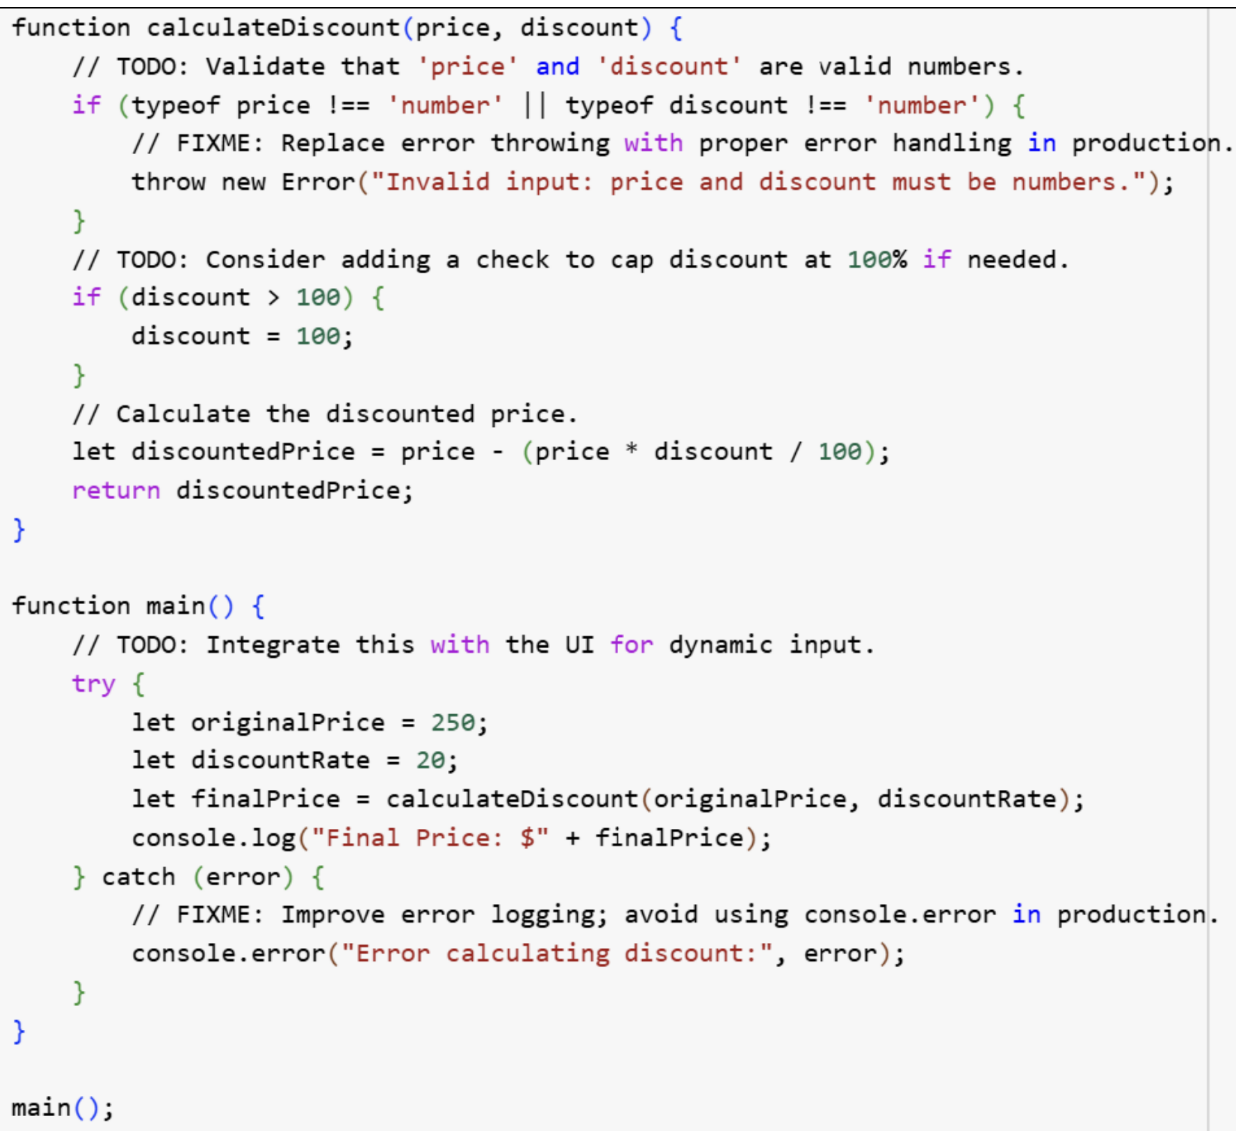 function calculateDiscount(price, discount) {
    // TODO: Validate that 'price' and 'discount' are valid numbers.
    if (typeof price !== 'number' || typeof discount !== 'number') {
        // FIXME: Replace error throwing with proper error handling in production.
        throw new Error("Invalid input: price and discount must be numbers.");
    }
    // TODO: Consider adding a check to cap discount at 100% if needed.
    if (discount > 100) {
        discount = 100;
    }
    // Calculate the discounted price.
    let discountedPrice = price - (price * discount / 100);
    return discountedPrice;
}

function main() {
    // TODO: Integrate this with the UI for dynamic input.
    try {
        let originalPrice = 250;
        let discountRate = 20;
        let finalPrice = calculateDiscount(originalPrice, discountRate);
        console.log("Final Price: $" + finalPrice);
    } catch (error) {
        // FIXME: Improve error logging; avoid using console.error in production.
        console.error("Error calculating discount:", error);
    }
}

main();